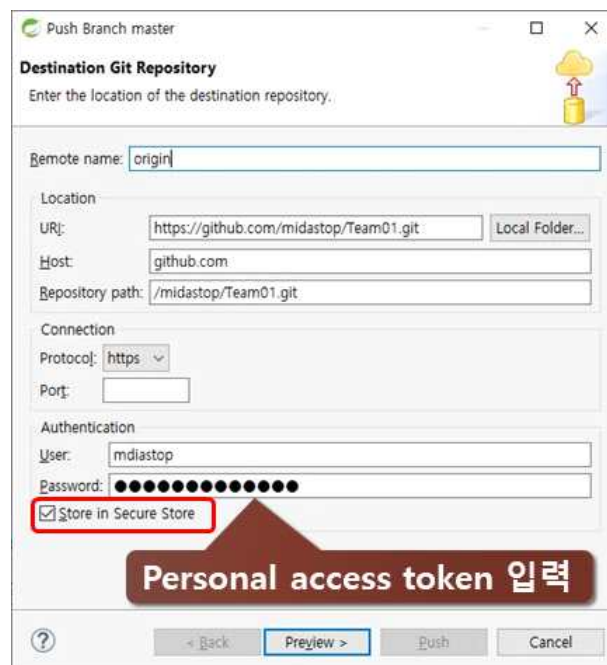 Push Branch master
Destination Git Repository
Enter the location of the destination repository.
Remote name: origin
Location
URI: https://github.com/midastop/Team01.git Local Folder...
Host: github.com
Repository path: /midastop/Team01.git
Connection
Protocol: https
Port:
Authentication
User: mdiastop
Password: ●●●●●●●●●●●●●●
Store in Secure Store
Personal access token 입력
? < Back Preview > Push Cancel